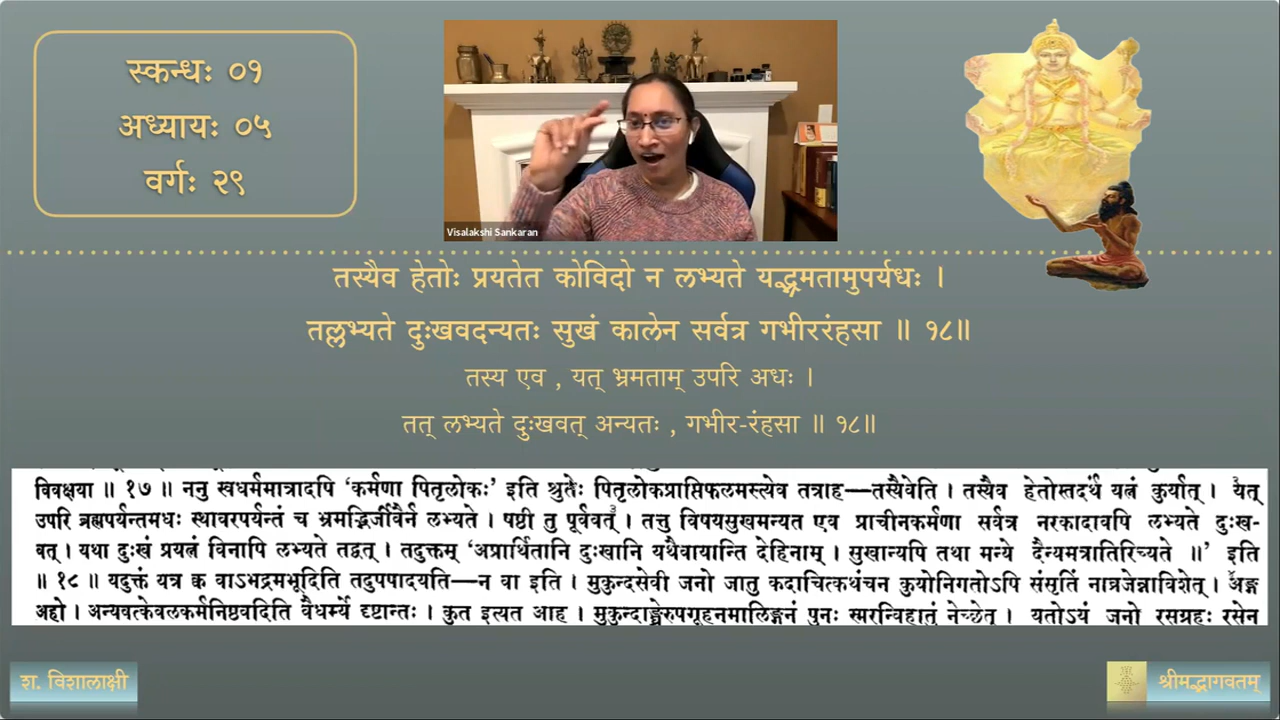 स्कन्धः ०१
अध्यायः ०५
वर्गः २९
Visalakshi Sankaran
तस्यैव हेतोः प्रयतेत कोविदो न लभ्यते यद्भ्रमतामुपर्यधः ।
तल्लभ्यते दुःखवदन्यतः सुखं कालेन सर्वत्र गभीररंहसा ॥ १८॥
तस्य एव , यत् भ्रमताम् उपरि अधः ।
तत् लभ्यते दुःखवत् अन्यतः , गभीर-रंहसा ॥ १८॥
विवक्षया ॥ १७ ॥ ननु स्वधर्ममात्रादपि ‘कर्मणा पितृलोकः’ इति श्रुतेः पितृलोकप्राप्तिफलमस्त्येव तत्राह—तस्यैवेति । तस्यैव हेतोस्तदर्थं यत्नं कुर्यात् । यत्
उपरि ब्रह्मपर्यन्तमधः स्थावरपर्यन्तं च भ्रमद्भिर्जीवैर्न लभ्यते । षष्ठी तु पूर्ववत् । तत्तु विषयसुखमन्यत एव प्राचीनकर्मणा सर्वत्र नरकादावपि लभ्यते दुःख-
वत् । यथा दुःखं प्रयत्नं विनापि लभ्यते तद्वत् । तदुक्तम् ‘अप्रार्थितानि दुःखानि यथैवायान्ति देहिनाम् । सुखान्यपि तथा मन्ये दैन्यमत्रातिरिच्यते ॥’ इति
॥ १८ ॥ यदुक्तं यत्र क्व वाऽभद्रमभूदिति तदुपपादयति—न वा इति । मुकुन्दसेवी जनो जातु कदाचित्कथंचन कुयोनिगतोऽपि संसृतिं नाव्रजेन्नाविशेत् । अङ्ग
अहो । अन्यवत्केवलकर्मनिष्ठवदिति वैधर्म्ये दृष्टान्तः । कुत इत्यत आह । मुकुन्दाङ्घ्रेरुपगूहनमालिङ्गनं पुनः स्मरन्विहातुं नेच्छेत् । यतोऽयं जनो रसग्रहः रसेन
श. विशालाक्षी
श्रीमद्भागवतम्